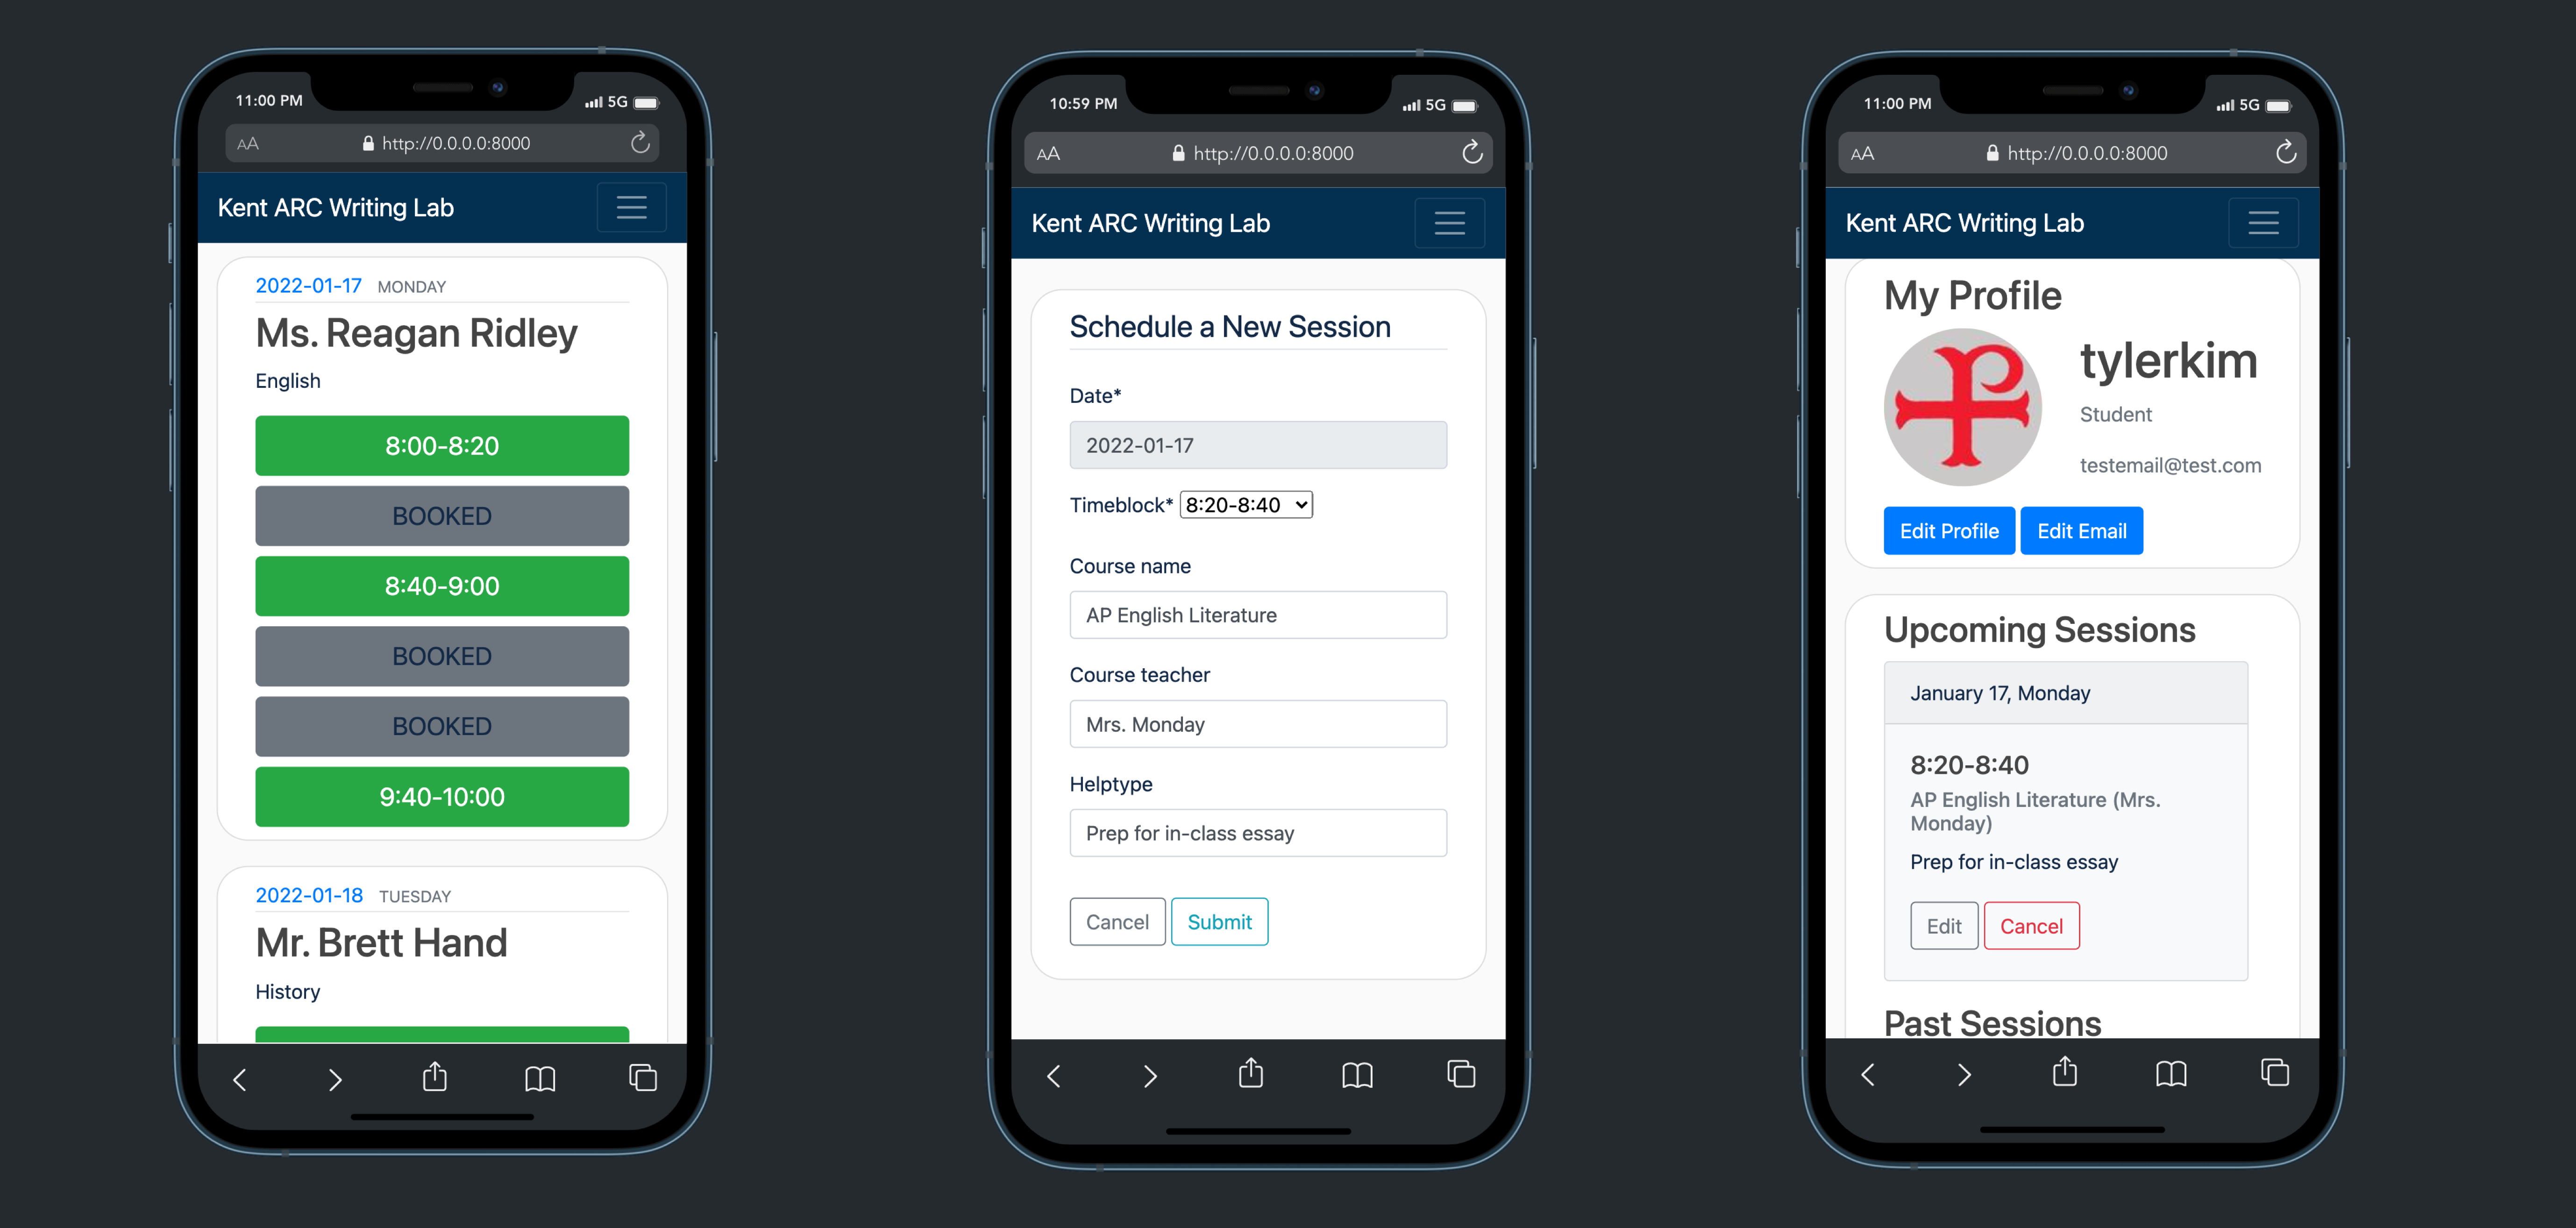 11:00 PM
5G
AA
http://0.0.0.0:8000
Kent ARC Writing Lab
2022-01-17 MONDAY
Ms. Reagan Ridley
English
8:00-8:20
BOOKED
8:40-9:00
BOOKED
BOOKED
9:40-10:00
2022-01-18 TUESDAY
Mr. Brett Hand
History
10:59 PM
5G
AA
http://0.0.0.0:8000
Kent ARC Writing Lab
Schedule a New Session
Date*
2022-01-17
Timeblock* 8:20-8:40
Course name
AP English Literature
Course teacher
Mrs. Monday
Helptype
Prep for in-class essay
Cancel Submit
11:00 PM
5G
AA
http://0.0.0.0:8000
Kent ARC Writing Lab
My Profile
tylerkim
Student
testemail@test.com
Edit Profile Edit Email
Upcoming Sessions
January 17, Monday
8:20-8:40
AP English Literature (Mrs.
Monday)
Prep for in-class essay
Edit Cancel
Past Sessions